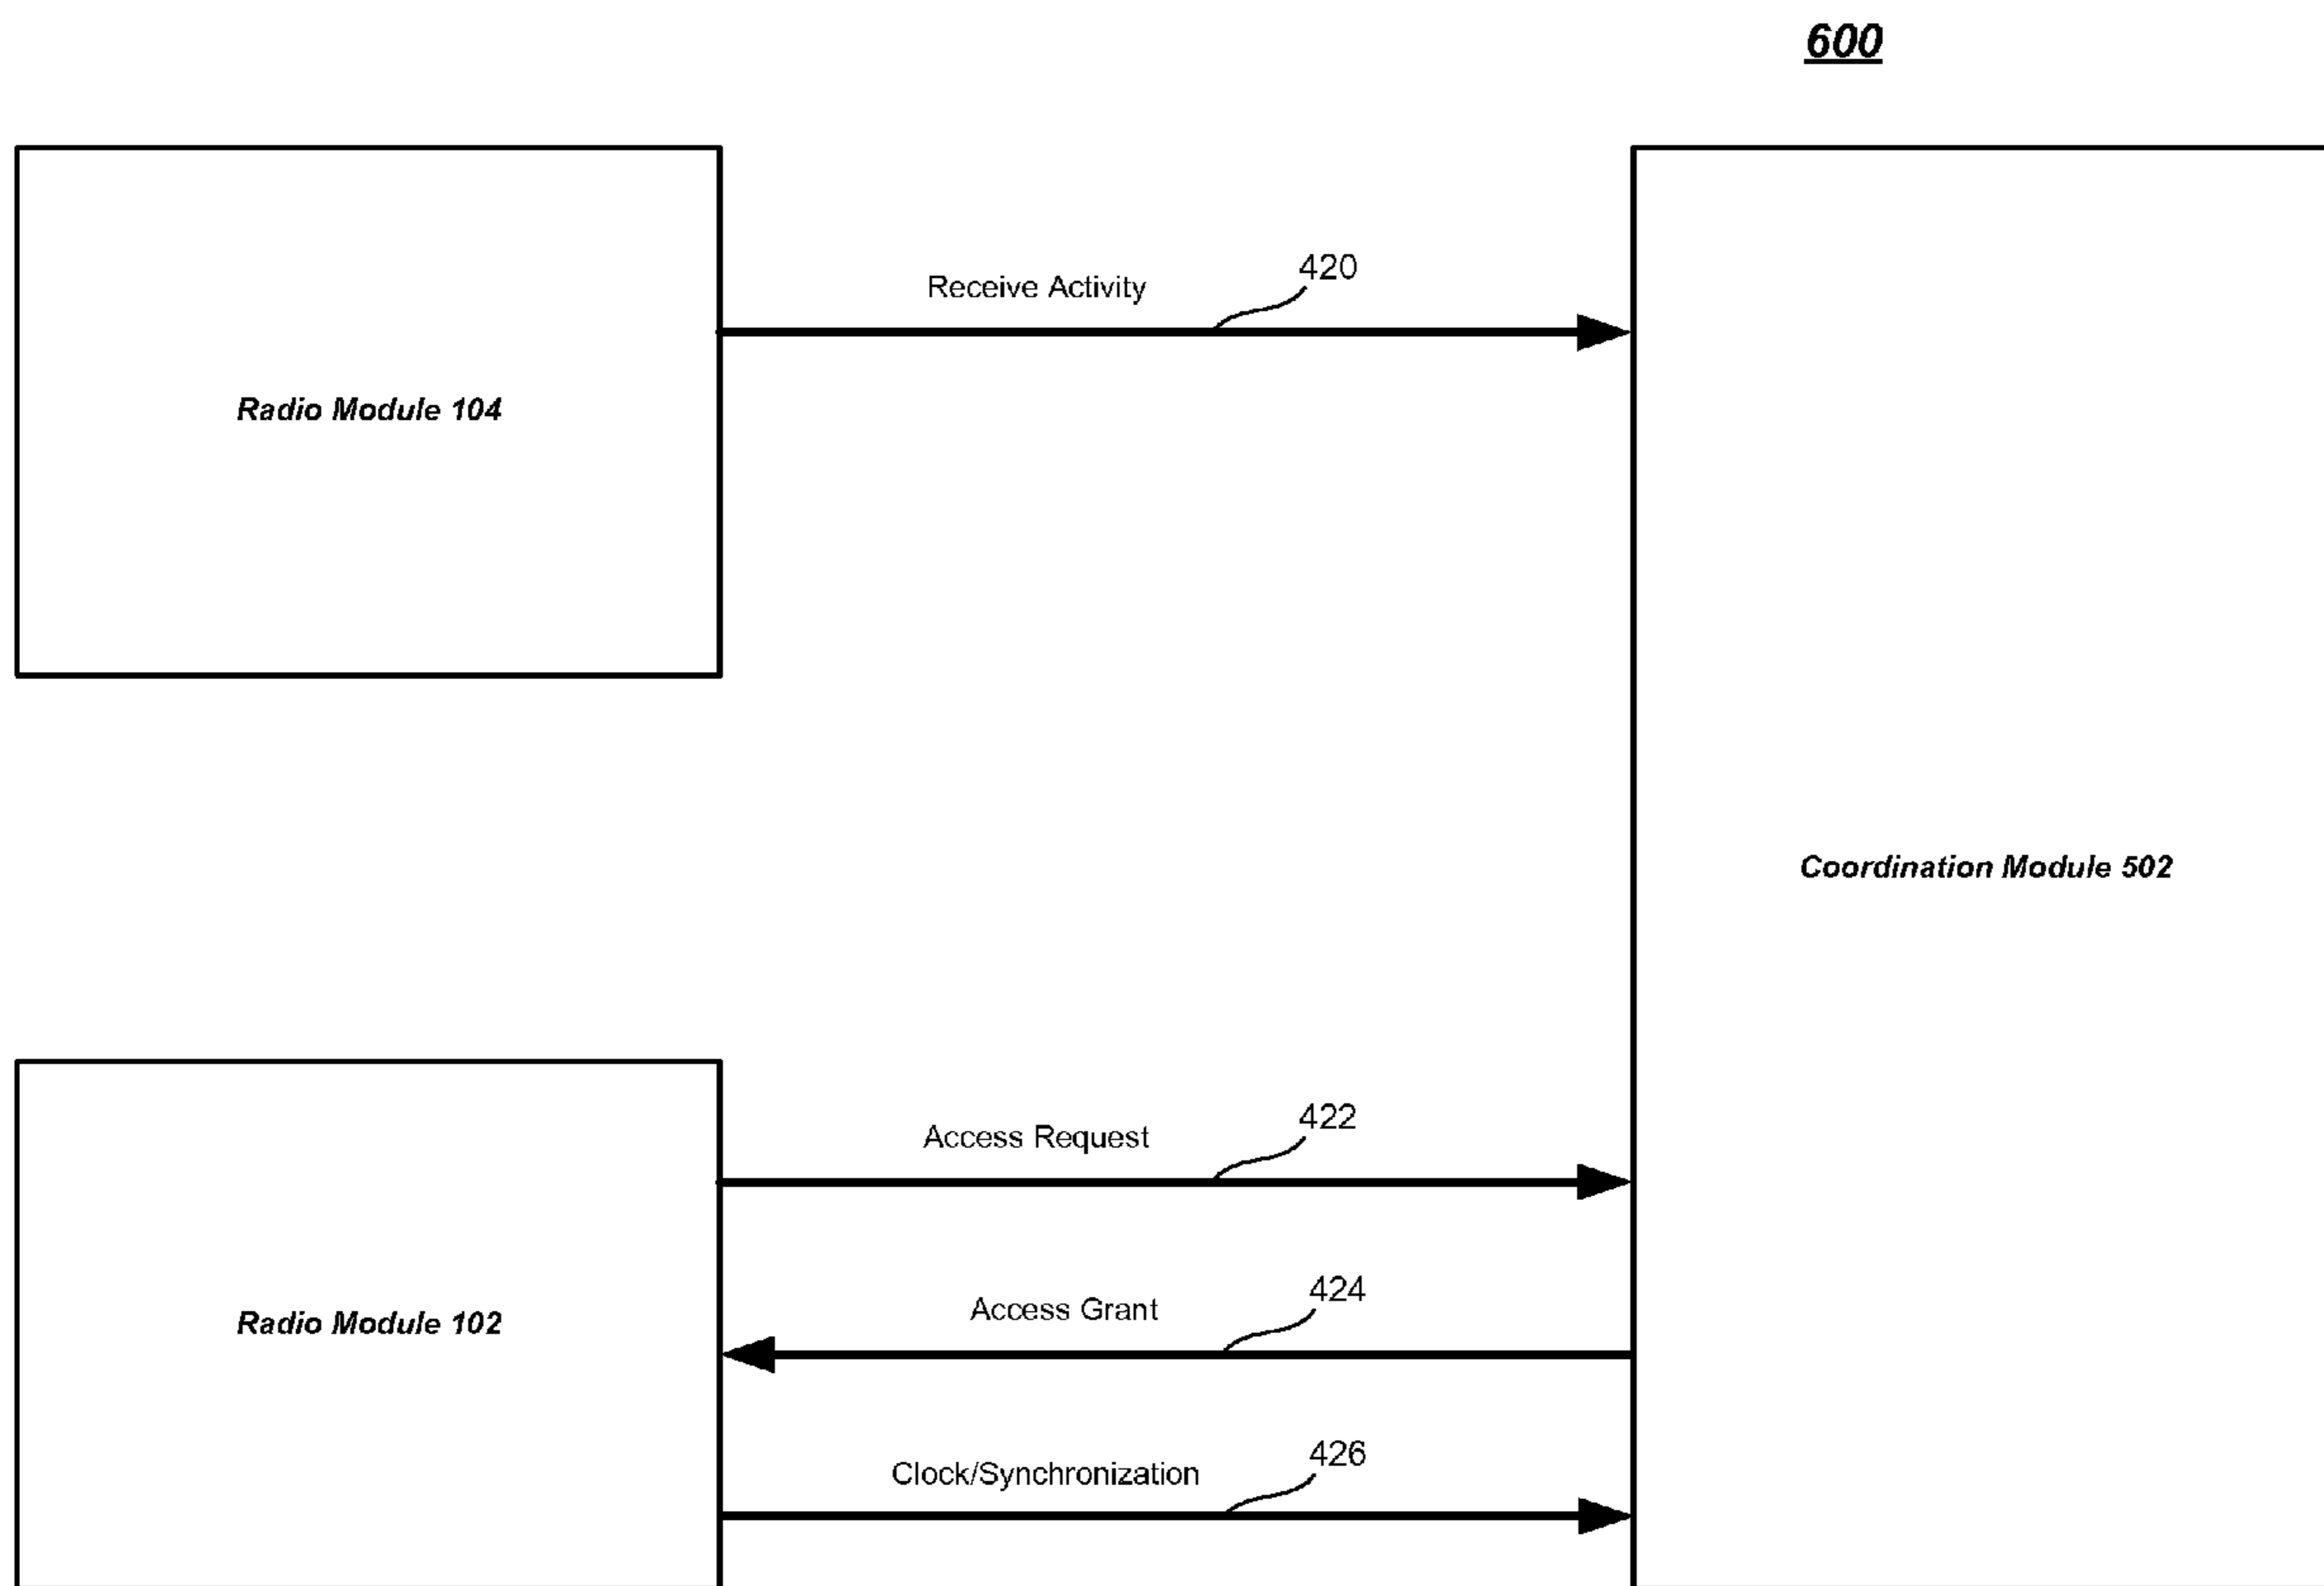 600
Receive Activity
420
Radio Module 104
Coordination Module 502
Access Request
422
Access Grant
424
Radio Module 102
Clock/Synchronization
426